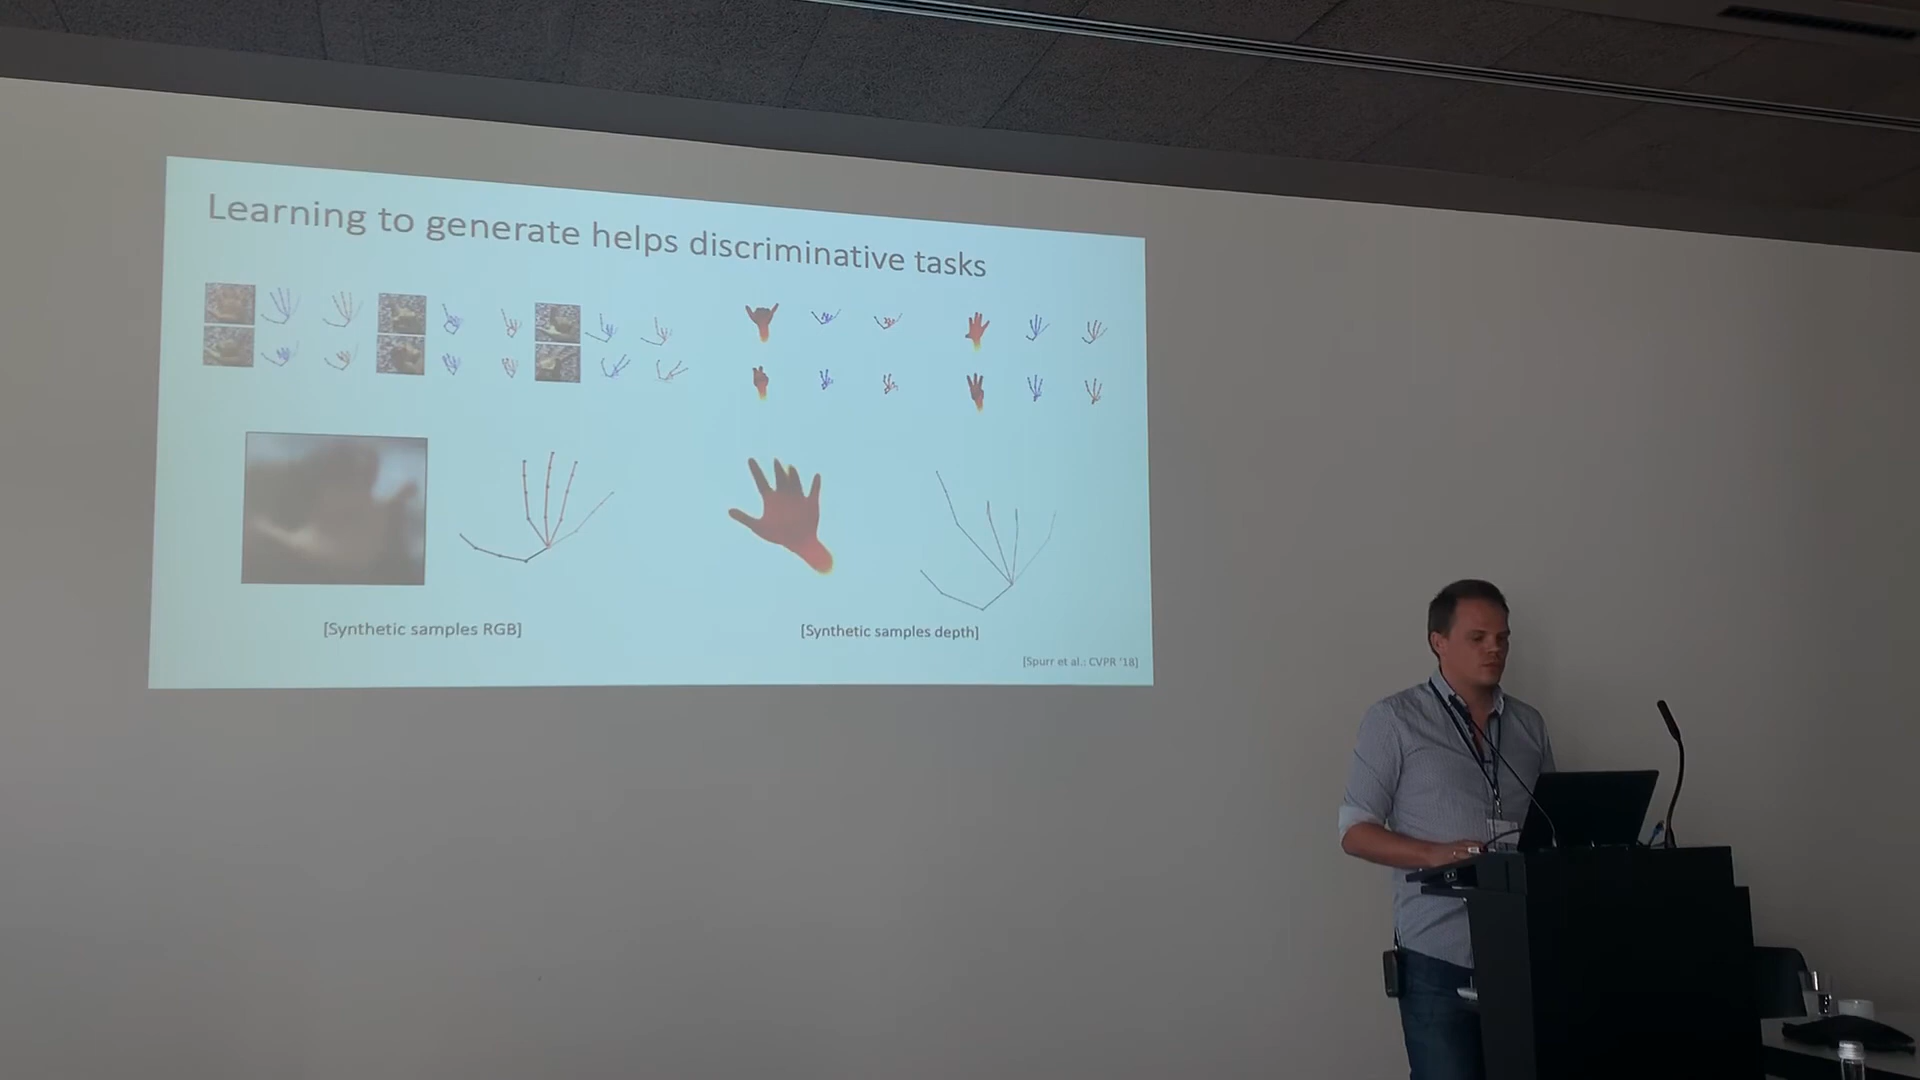 Learning to generate helps discriminative tasks
[Synthetic samples RGB]
[Synthetic samples depth]
[Spurr et al.: CVPR '18]